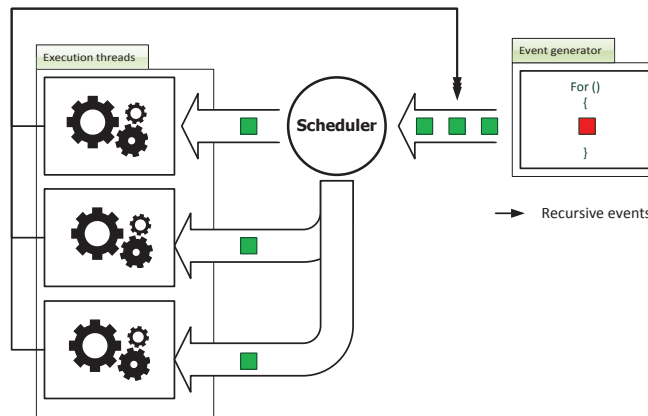 Execution threads
Event generator
For ()
{
}
Scheduler
Recursive events